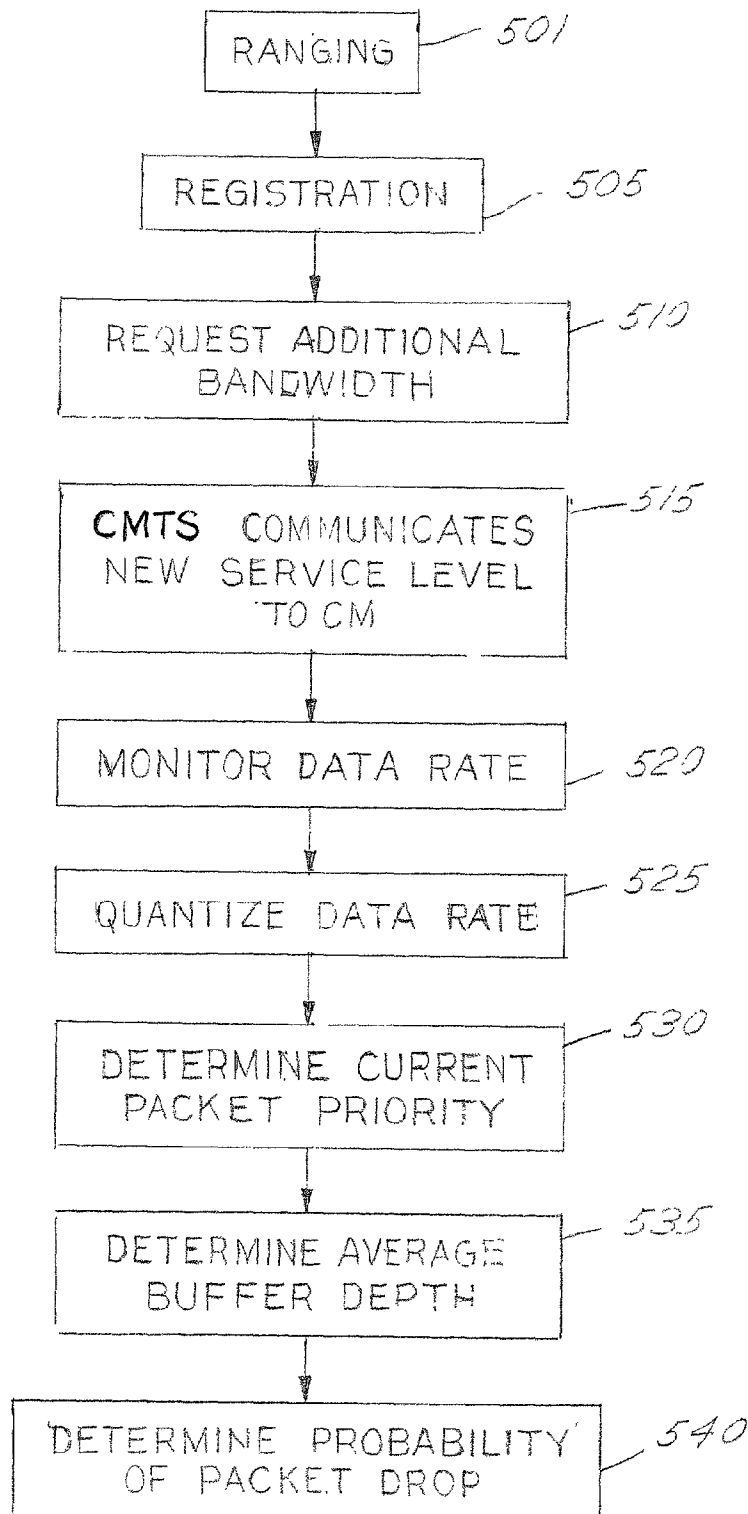 RANGING
501
REGISTRATION
505
REQUEST ADDITIONAL
BANDWIDTH
510
CMTS COMMUNICATES
NEW SERVICE LEVEL
TO CM
515
MONITOR DATA RATE
520
QUANTIZE DATA RATE
525
DETERMINE CURRENT
PACKET PRIORITY
530
DETERMINE AVERAGE
BUFFER DEPTH
535
DETERMINE PROBABILITY
OF PACKET DROP
540